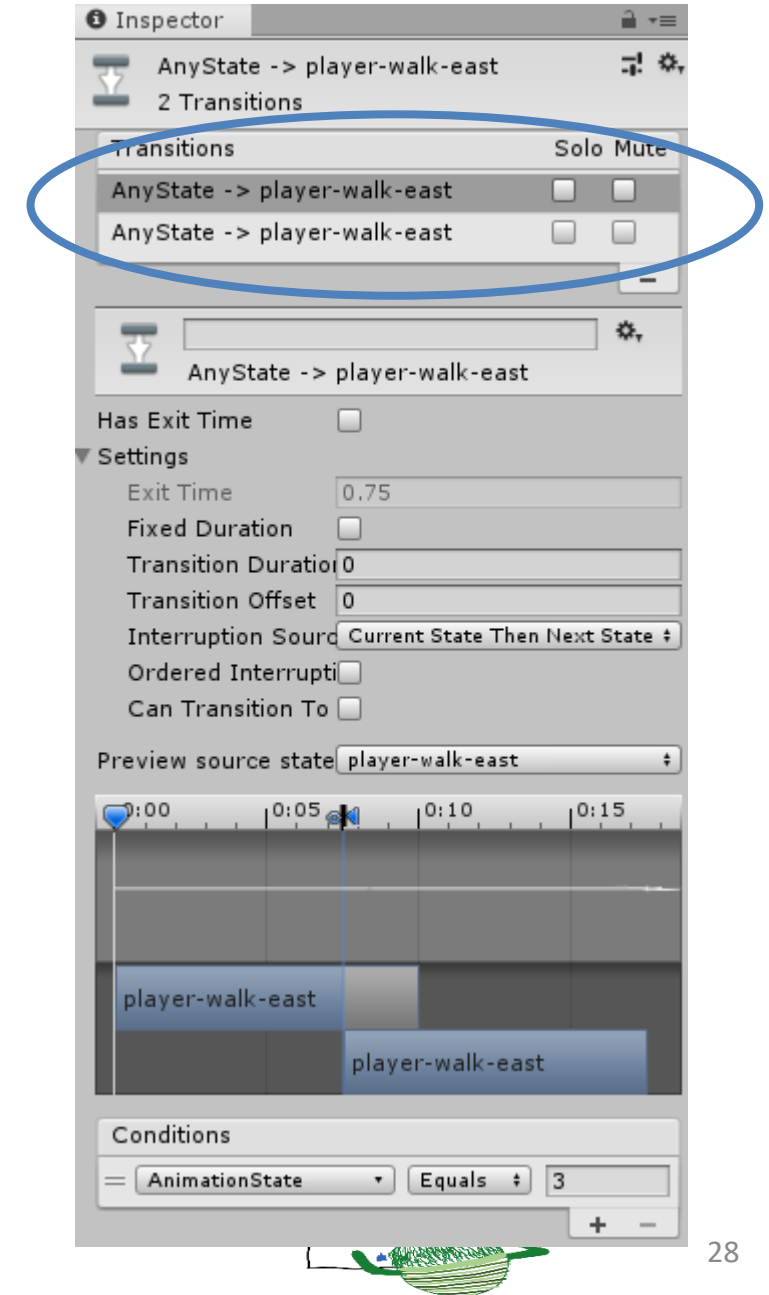 Inspector
AnyState -> player-walk-east
2 Transitions
Transitions Solo Mute
AnyState -> player-walk-east
AnyState -> player-walk-east
AnyState -> player-walk-east
Has Exit Time
Settings
Exit Time 0.75
Fixed Duration
Transition Duratio 0
Transition Offset 0
Interruption Sourc Current State Then Next State
Ordered Interrupti
Can Transition To
Preview source state player-walk-east
0:00 0:05 0:10 0:15
player-walk-east
player-walk-east
Conditions
AnimationState Equals 3
28